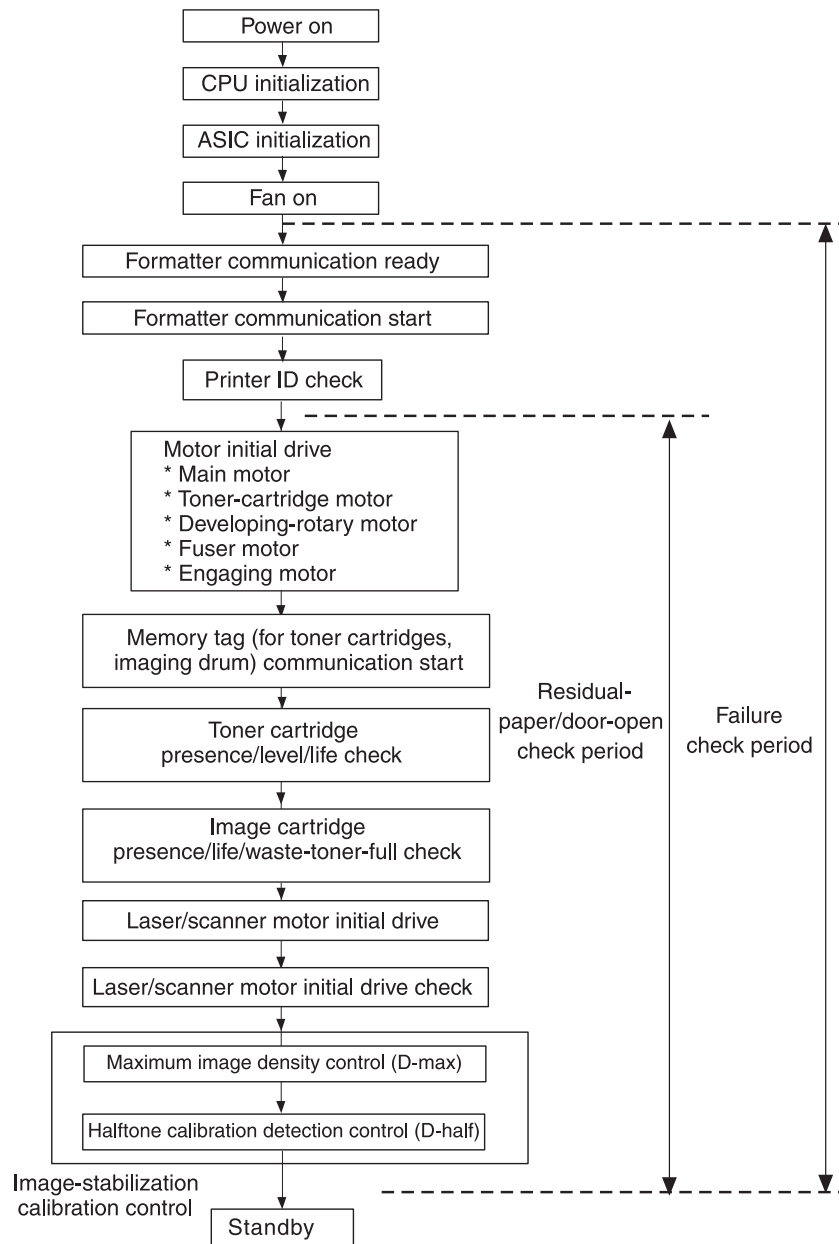 Power on
CPU initialization
ASIC initialization
Fan on
Formatter communication ready
Formatter communication start
Printer ID check
Motor initial drive
* Main motor
* Toner-cartridge motor
* Developing-rotary motor
* Fuser motor
* Engaging motor
Memory tag (for toner cartridges,
imaging drum) communication start
Toner cartridge
presence/level/life check
Image cartridge
presence/life/waste-toner-full check
Laser/scanner motor initial drive
Laser/scanner motor initial drive check
Maximum image density control (D-max)
Halftone calibration detection control (D-half)
Image-stabilization
calibration control
Standby
Residual-
paper/door-open
check period
Failure
check period